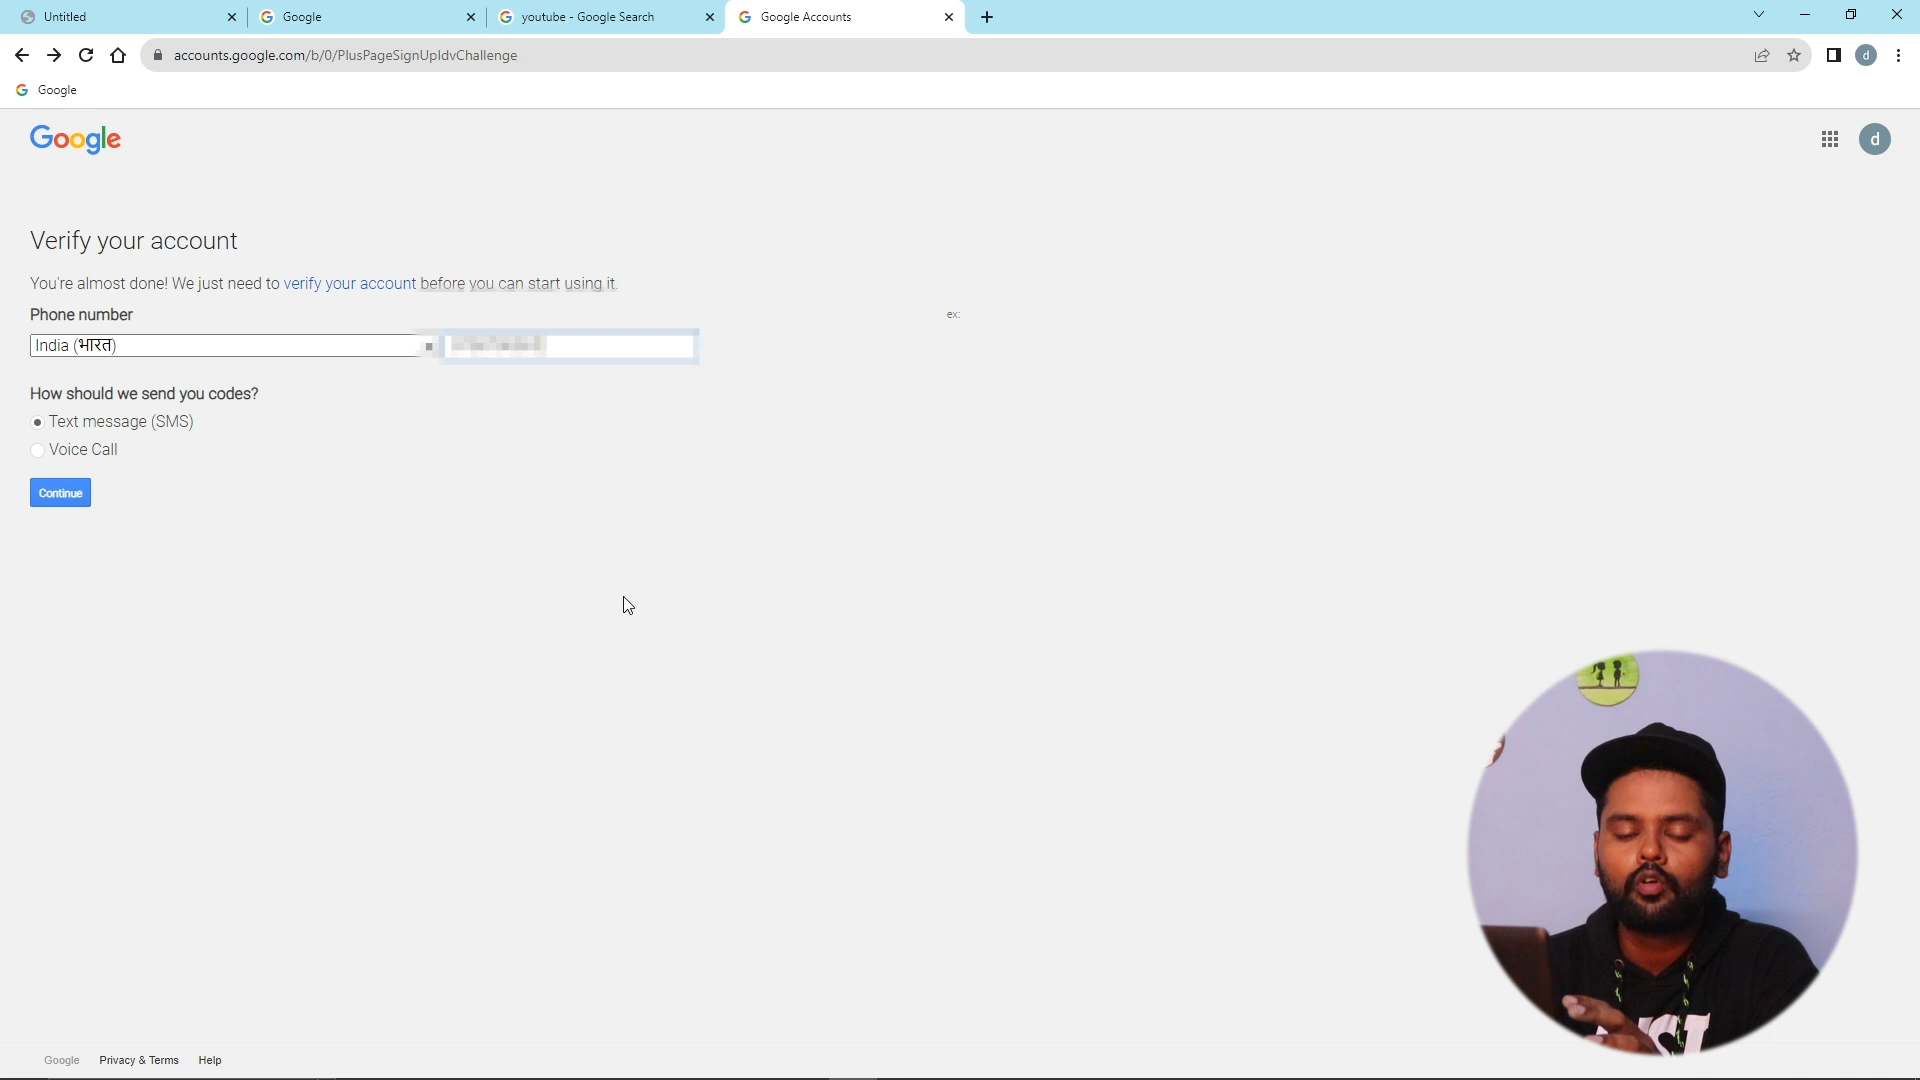 Untitled
Google
youtube - Google Search
Google Accounts
accounts.google.com/b/0/PlusPageSignUpIdvChallenge
d
Google
Google
d
Verify your account
You're almost done! We just need to verify your account before you can start using it.
Phone number
ex:
India (भारत)
How should we send you codes?
Text message (SMS)
Voice Call
Continue
Google Privacy & Terms Help